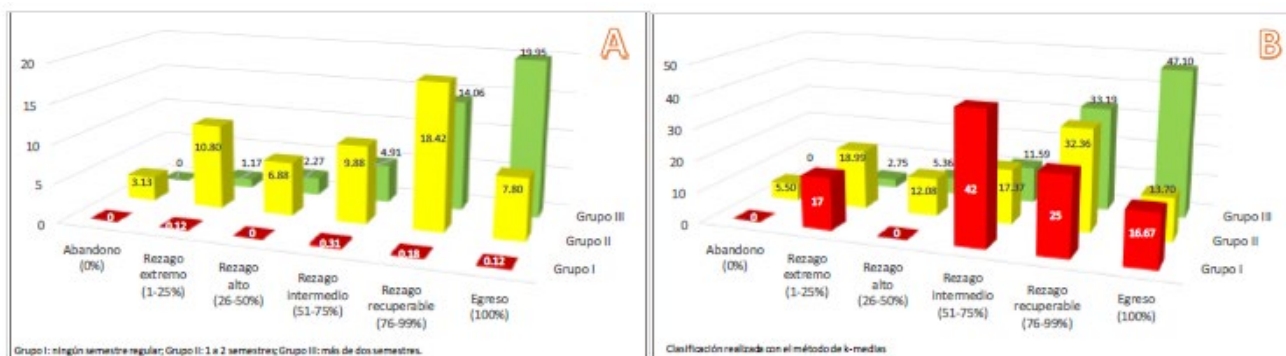 A
20
15
10
5
0
3.13
0
10.80
1.17
6.88
2.27
9.88
4.91
18.42
14.06
7.80
19.95
0
0.12
0
0.31
0.18
0.12
Grupo III
Grupo II
Grupo I
Abandono
(0%)
Rezago
extremo
(1-25%)
Rezago
alto
(26-50%)
Rezago
intermedio
(51-75%)
Rezago
recuperable
(76-99%)
Egreso
(100%)
Grupo I: ningún semestre regular; Grupo II: 1 a 2 semestres; Grupo III: más de dos semestres.
B
50
40
30
20
10
0
5.50
0
18.99
2.75
12.08
5.36
17.37
11.59
32.36
33.19
13.70
47.10
0
17
0
42
25
16.67
Grupo III
Grupo II
Grupo I
Abandono
(0%)
Rezago
extremo
(1-25%)
Rezago
alto
(26-50%)
Rezago
intermedio
(51-75%)
Rezago
recuperable
(76-99%)
Egreso
(100%)
Clasificación realizada con el método de k-medias